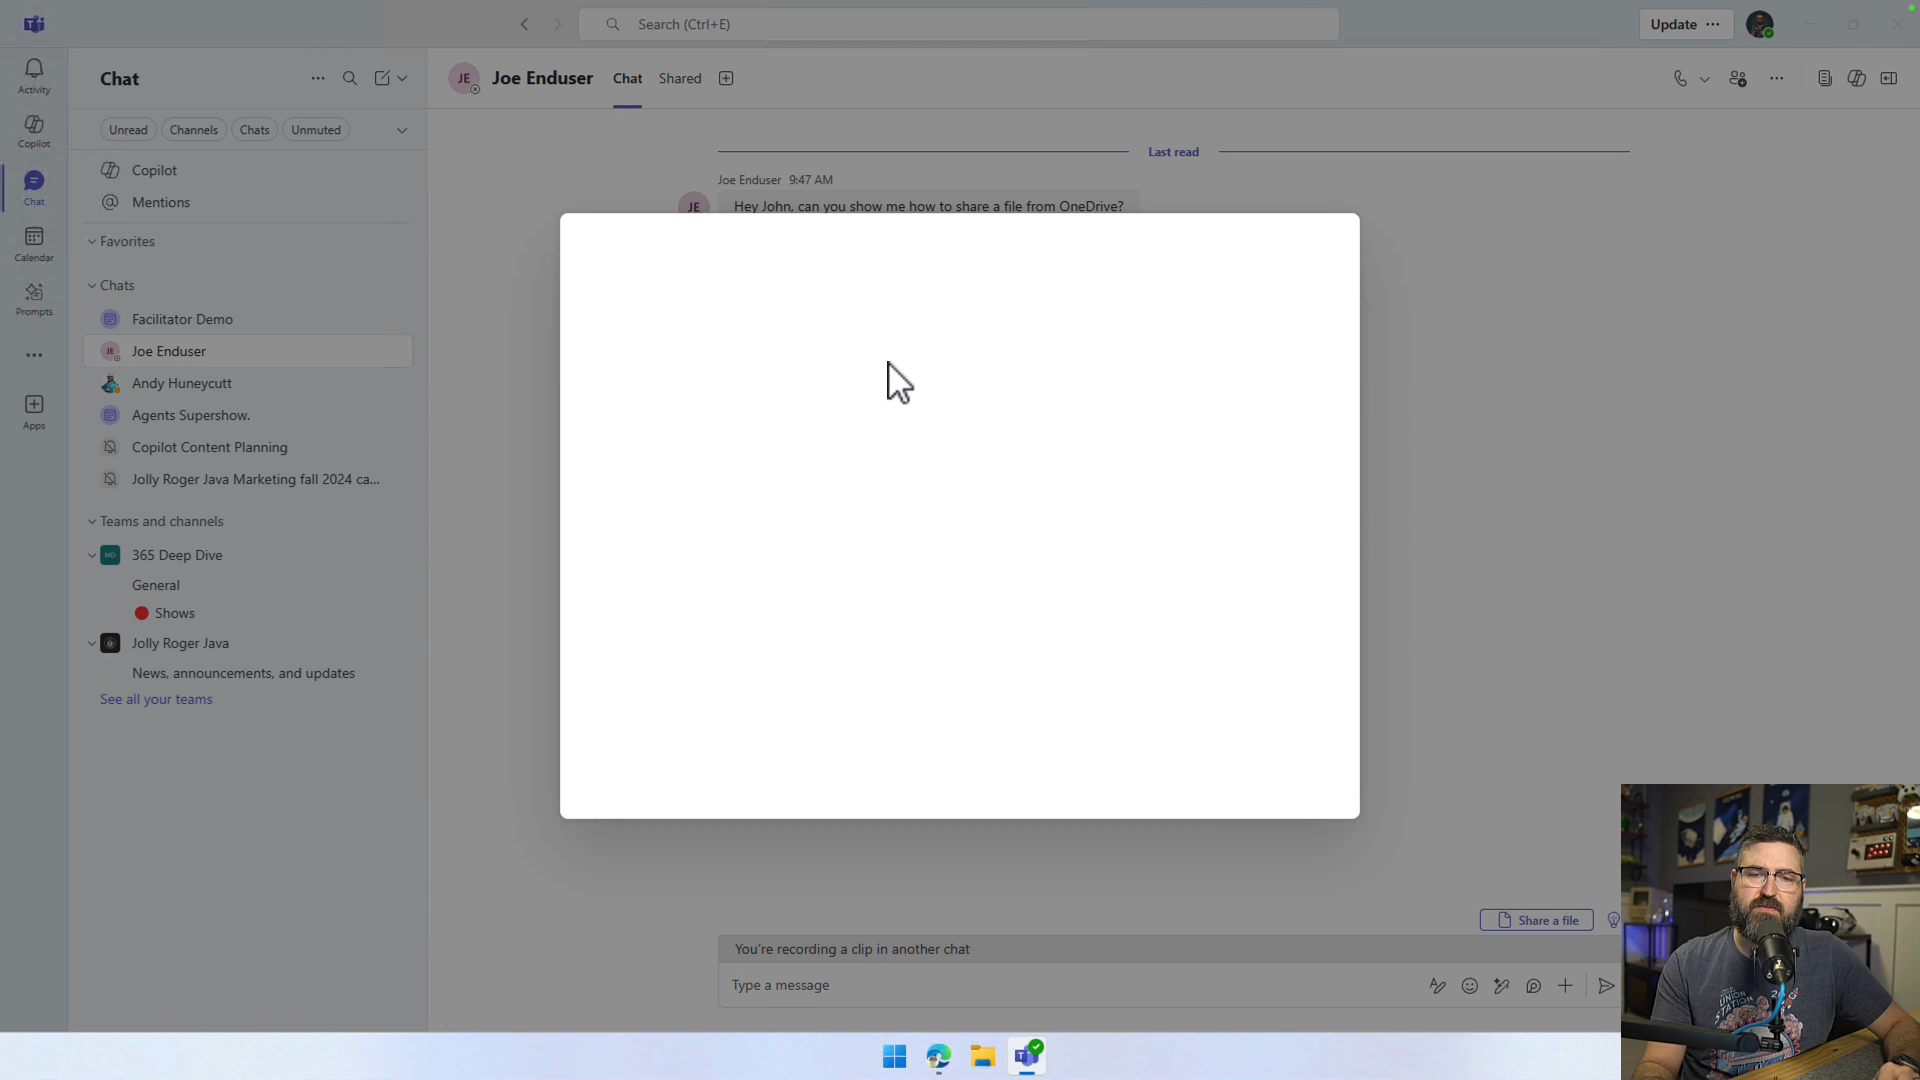 Search (Ctrl+E)
Update
Activity
Copilot
Chat
Calendar
Prompts
Apps
Chat
Unread
Channels
Chats
Unmuted
Copilot
Mentions
Favorites
Chats
Facilitator Demo
JE Joe Enduser
Andy Huneycutt
Agents Supershow.
Copilot Content Planning
Jolly Roger Java Marketing fall 2024 ca...
Teams and channels
MD 365 Deep Dive
General
Shows
Jolly Roger Java
News, announcements, and updates
See all your teams
JE Joe Enduser
Chat
Shared
Last read
Joe Enduser 9:47 AM
JE
Hey John, can you show me how to share a file from OneDrive?
Share a file
You're recording a clip in another chat
Type a message
UNION
STATION